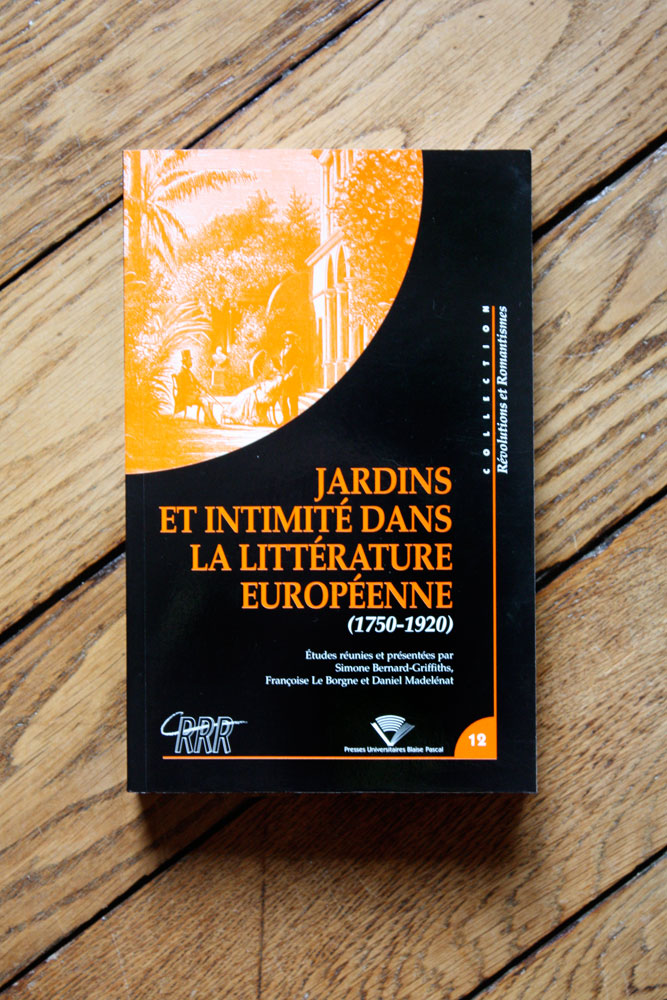 COLLECTION
Révolutions et Romantismes
JARDINS
ET INTIMITÉ DANS
LA LITTÉRATURE
EUROPÉENNE
(1750-1920)
Études réunies et présentées par
Simone Bernard-Griffiths,
Françoise Le Borgne et Daniel Madelénat
CRRR
Presses Universitaires Blaise Pascal
12